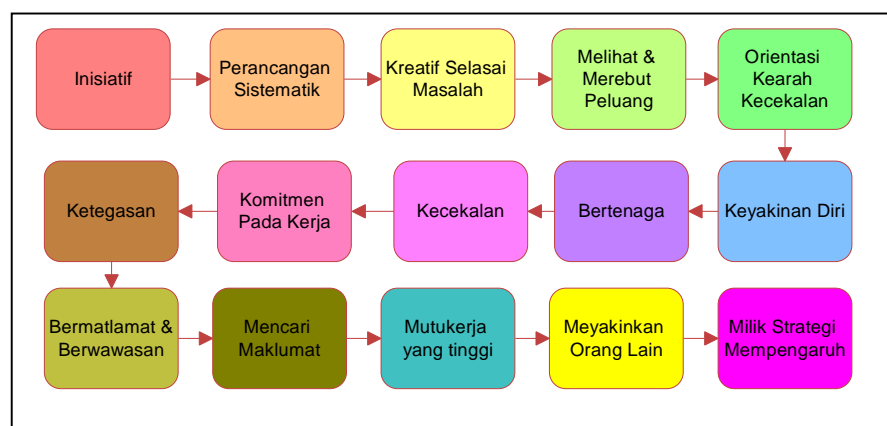 Inisiatif
Perancangan
Sistematik
Kreatif Selasai
Masalah
Melihat &
Merebut
Peluang
Orientasi
Kearah
Kecekalan
Keyakinan Diri
Bertenaga
Kecekalan
Komitmen
Pada Kerja
Ketegasan
Bermatlamat &
Berwawasan
Mencari
Maklumat
Mutukerja
yang tinggi
Meyakinkan
Orang Lain
Milik Strategi
Mempengaruh